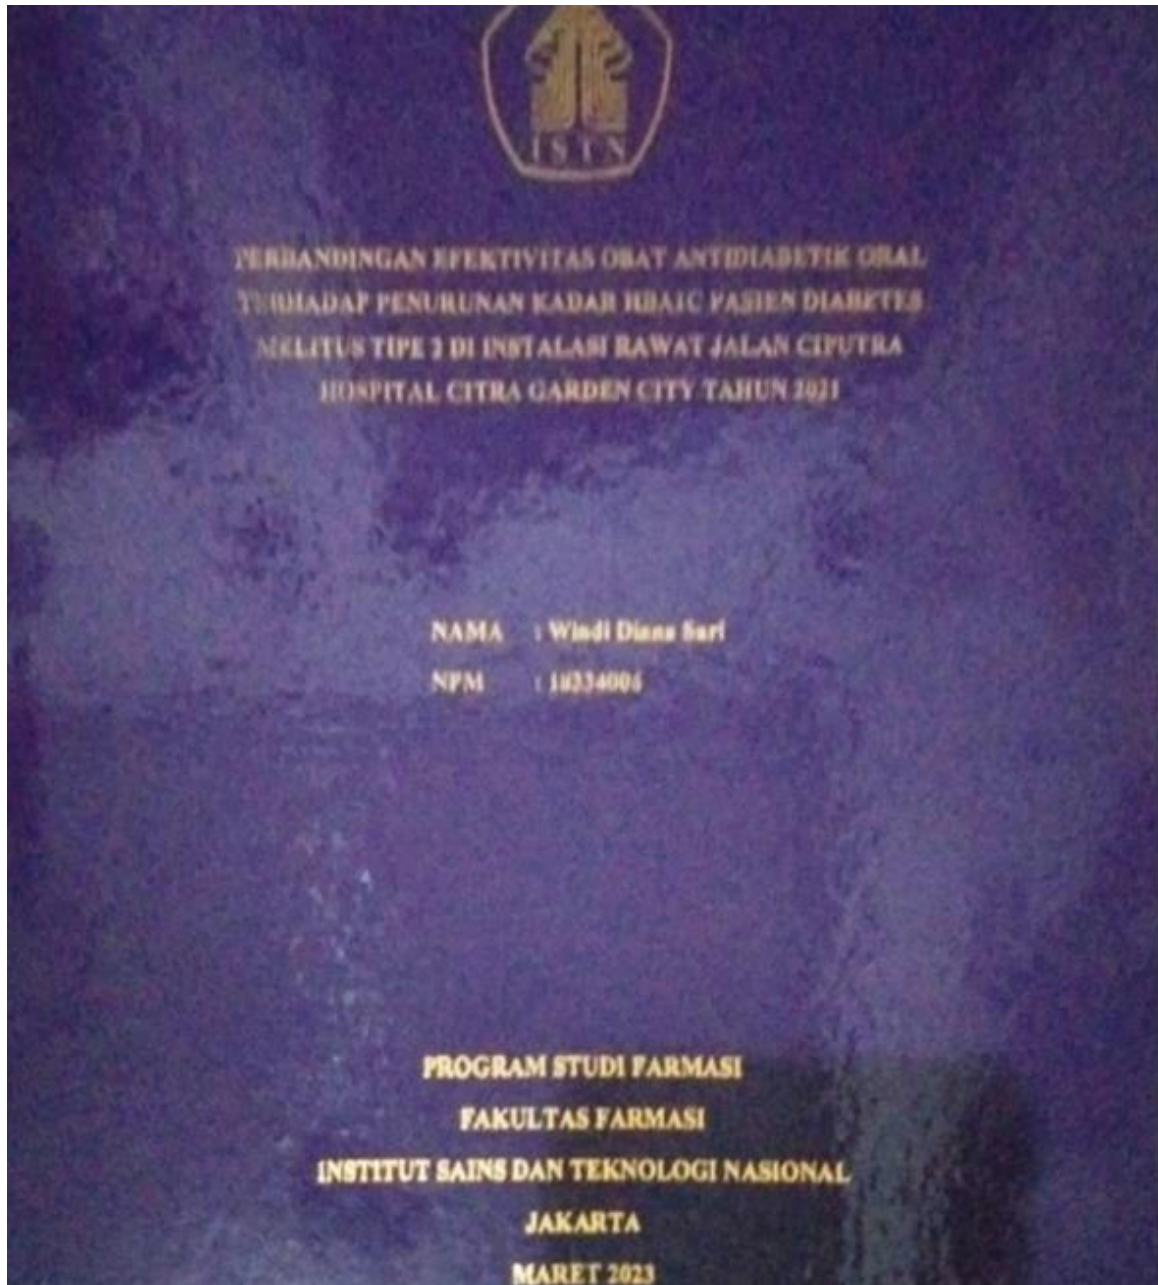 ISTN
PERBANDINGAN EFEKTIVITAS OBAT ANTIDIABETIK ORAL
TERHADAP PENURUNAN KADAR HBA1C PASIEN DIABETES
MELITUS TIPE 2 DI INSTALASI RAWAT JALAN CIPUTRA
HOSPITAL CITRA GARDEN CITY TAHUN 2021
NAMA : Windi Diana Sari
NPM : 18334006
PROGRAM STUDI FARMASI
FAKULTAS FARMASI
INSTITUT SAINS DAN TEKNOLOGI NASIONAL
JAKARTA
MARET 2023